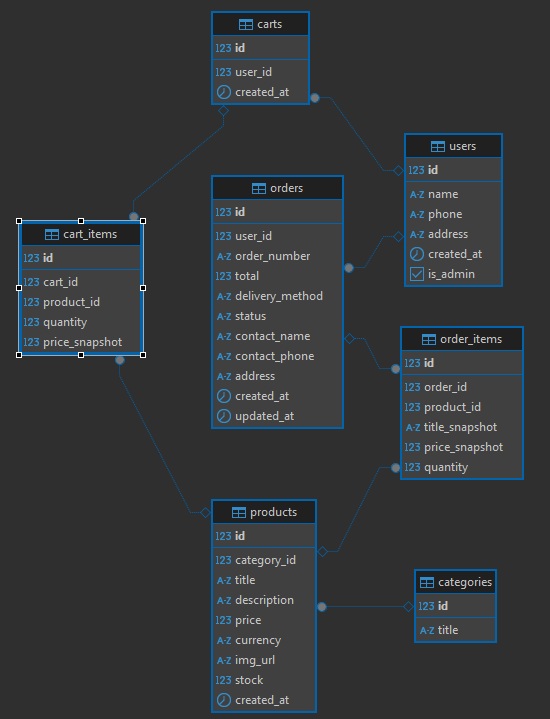 carts
123 id
123 user_id
created_at
users
123 id
A-Z name
A-Z phone
A-Z address
created_at
is_admin
orders
123 id
123 user_id
A-Z order_number
123 total
A-Z delivery_method
A-Z status
A-Z contact_name
A-Z contact_phone
A-Z address
created_at
updated_at
cart_items
123 id
123 cart_id
123 product_id
123 quantity
123 price_snapshot
order_items
123 id
123 order_id
123 product_id
A-Z title_snapshot
123 price_snapshot
123 quantity
products
123 id
123 category_id
A-Z title
A-Z description
123 price
A-Z currency
A-Z img_url
123 stock
created_at
categories
123 id
A-Z title